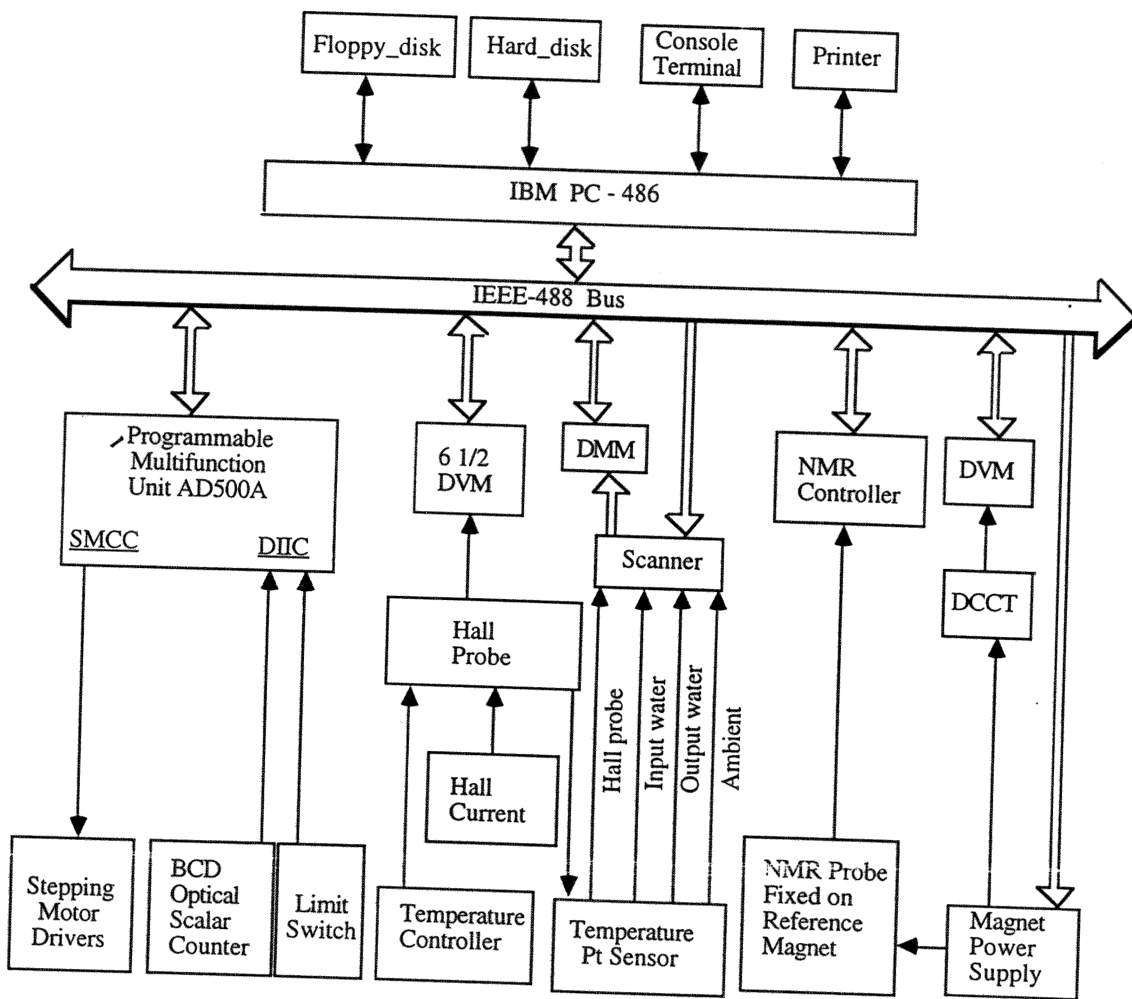 Floppy_disk
Hard_disk
Console
Terminal
Printer
IBM PC - 486
IEEE-488 Bus
Programmable
Multifunction
Unit AD500A
SMCC
DIIC
6 1/2
DVM
DMM
NMR
Controller
DVM
Scanner
DCCT
Hall
Probe
Hall probe
Input water
Output water
Ambient
Hall
Current
Stepping
Motor
Drivers
BCD
Optical
Scalar
Counter
Limit
Switch
Temperature
Controller
Temperature
Pt Sensor
NMR Probe
Fixed on
Reference
Magnet
Magnet
Power
Supply